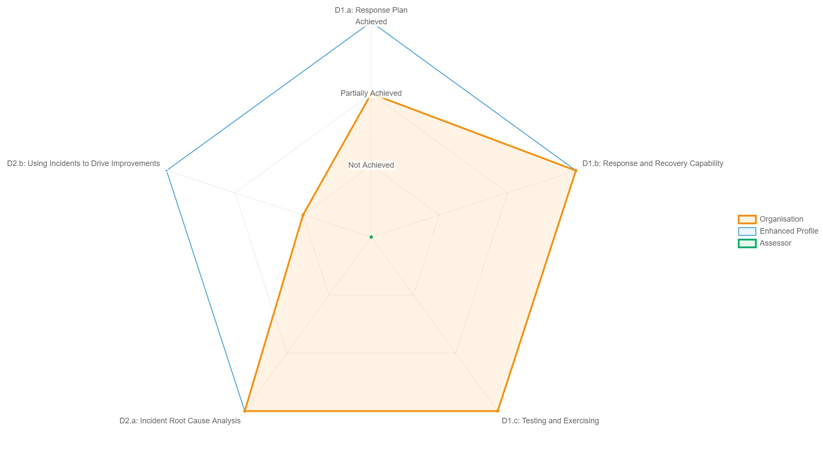 D1.a: Response Plan
Achieved
Partially Achieved
Not Achieved
D2.b: Using Incidents to Drive Improvements
D1.b: Response and Recovery Capability
Organisation
Enhanced Profile
Assessor
D2.a: Incident Root Cause Analysis
D1.c: Testing and Exercising